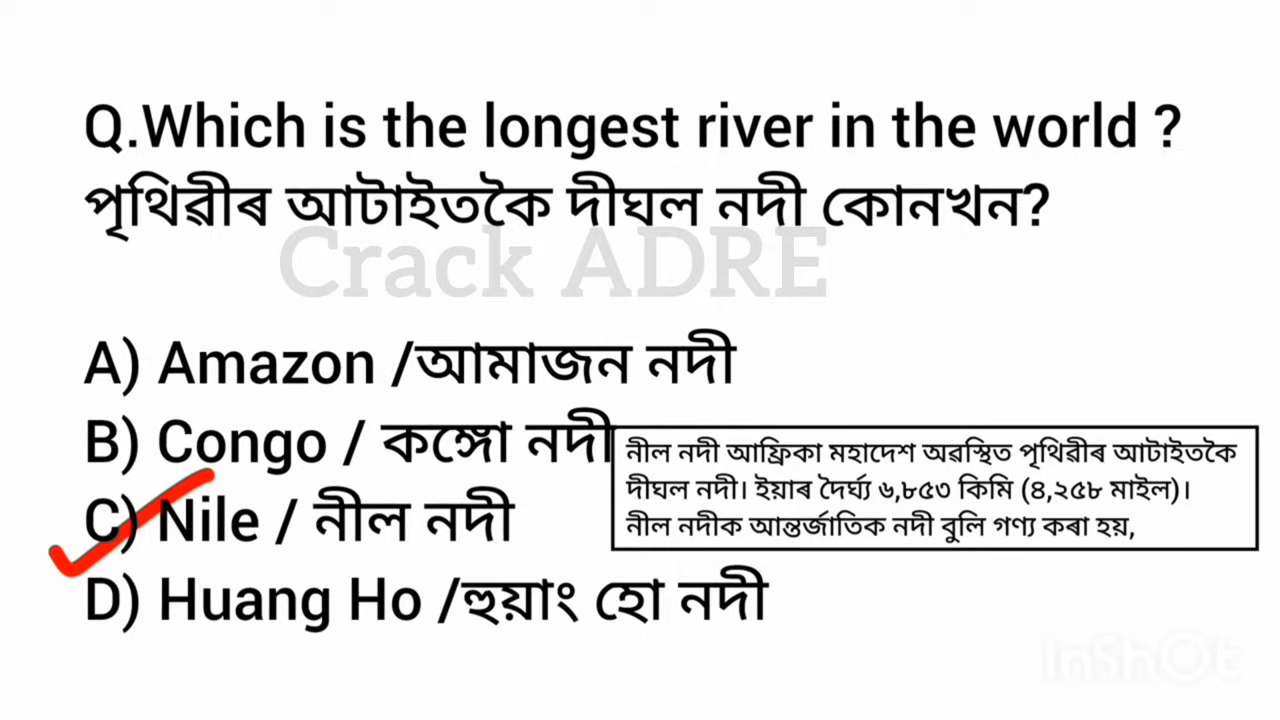 Q.Which is the longest river in the world ?
পৃথিৱীৰ আটাইতকৈ দীঘল নদী কোনখন?
Crack ADRE
A) Amazon /আমাজন নদী
B) Congo / কঙ্গো নদী
C) Nile / নীল নদী
D) Huang Ho /হুয়াং হো নদী
নীল নদী আফ্ৰিকা মহাদেশ অৱস্থিত পৃথিৱীৰ আটাইতকৈ
দীঘল নদী। ইয়াৰ দৈৰ্ঘ্য ৬,৮৫৩ কিমি (৪,২৫৮ মাইল)।
নীল নদীক আন্তৰ্জাতিক নদী বুলি গণ্য কৰা হয়,
InShOt